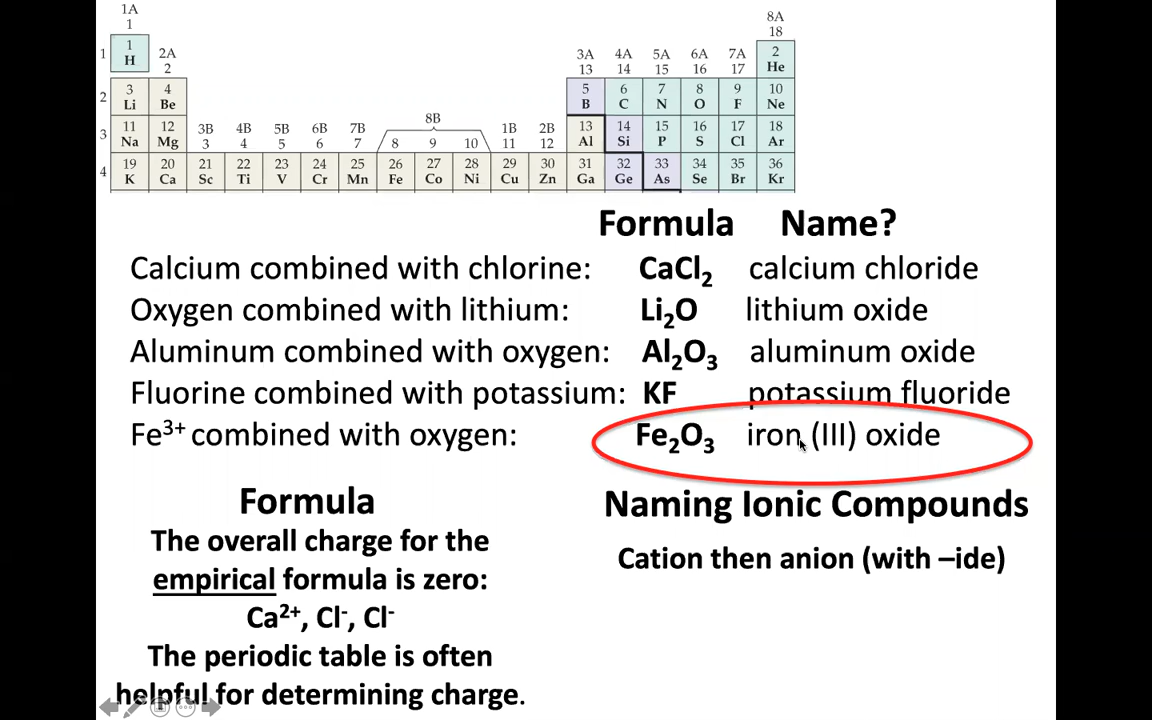 1A
1
8A
18
1
1
H
2A
2
3A
13
4A
14
5A
15
6A
16
7A
17
2
He
2
3
Li
4
Be
5
B
6
C
7
N
8
O
9
F
10
Ne
3
11
Na
12
Mg
3B
3
4B
4
5B
5
6B
6
7B
7
8B
8
9
10
1B
11
2B
12
13
Al
14
Si
15
P
16
S
17
Cl
18
Ar
4
19
K
20
Ca
21
Sc
22
Ti
23
V
24
Cr
25
Mn
26
Fe
27
Co
28
Ni
29
Cu
30
Zn
31
Ga
32
Ge
33
As
34
Se
35
Br
36
Kr
Formula Name?
Calcium combined with chlorine: CaCl₂ calcium chloride
Oxygen combined with lithium: Li₂O lithium oxide
Aluminum combined with oxygen: Al₂O₃ aluminum oxide
Fluorine combined with potassium: KF potassium fluoride
Fe³⁺ combined with oxygen: Fe₂O₃ iron (III) oxide
Formula
The overall charge for the
empirical formula is zero:
Ca²⁺, Cl⁻, Cl⁻
The periodic table is often
helpful for determining charge.
Naming Ionic Compounds
Cation then anion (with –ide)